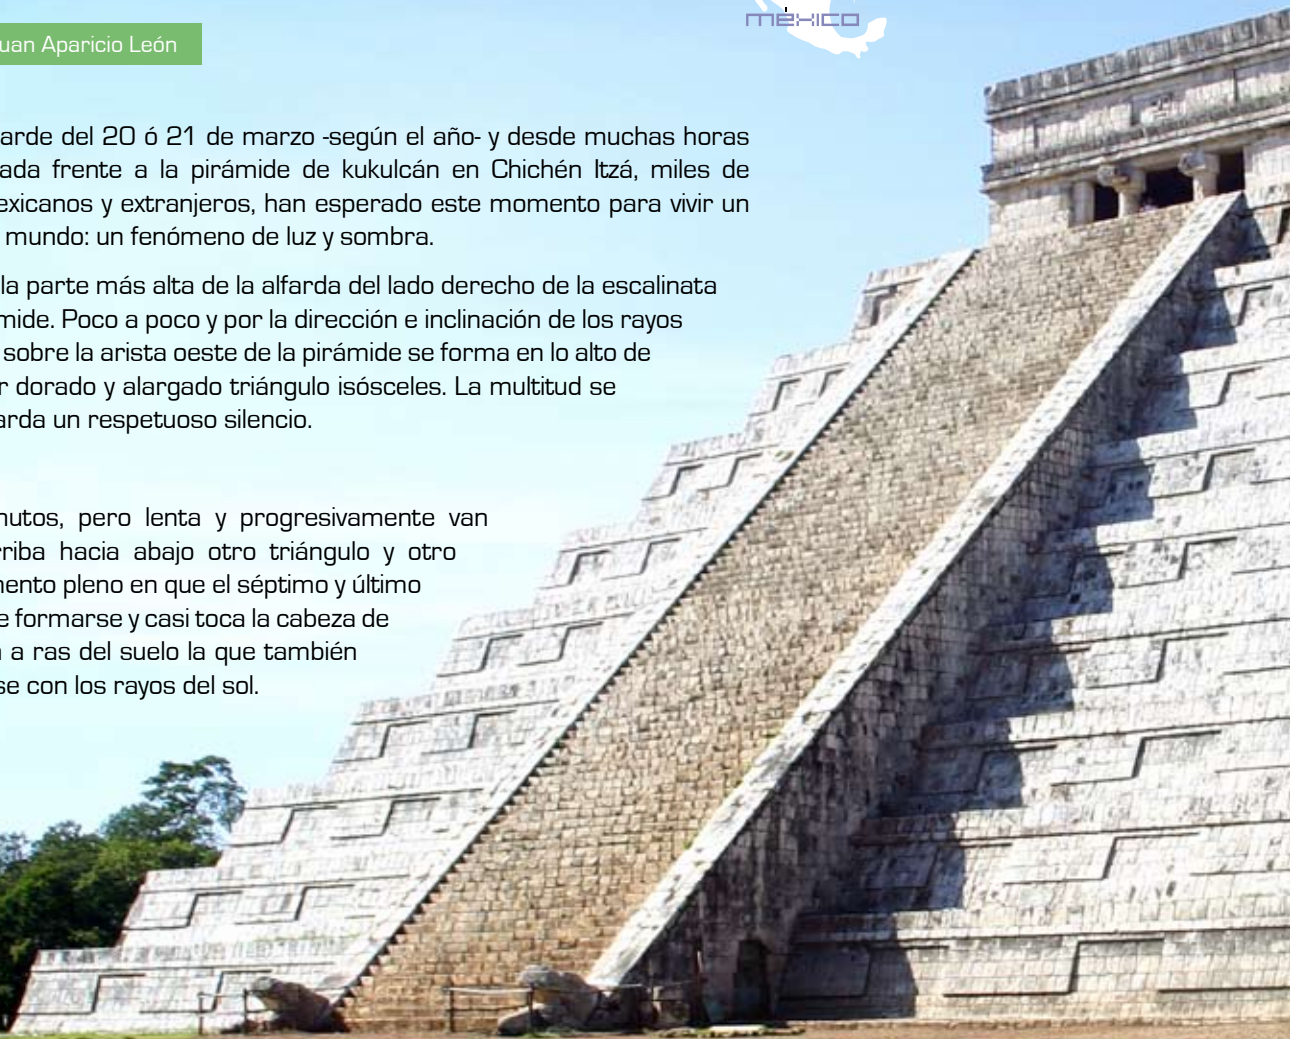 méxico
uan Aparicio León
arde del 20 ó 21 de marzo -según el año- y desde muchas horas
ada frente a la pirámide de kukulcán en Chichén Itzá, miles de
exicanos y extranjeros, han esperado este momento para vivir un
mundo: un fenómeno de luz y sombra.
la parte más alta de la alfarda del lado derecho de la escalinata
mide. Poco a poco y por la dirección e inclinación de los rayos
sobre la arista oeste de la pirámide se forma en lo alto de
r dorado y alargado triángulo isósceles. La multitud se
arda un respetuoso silencio.
nutos, pero lenta y progresivamente van
rriba hacia abajo otro triángulo y otro
mento pleno en que el séptimo y último
e formarse y casi toca la cabeza de
a ras del suelo la que también
se con los rayos del sol.